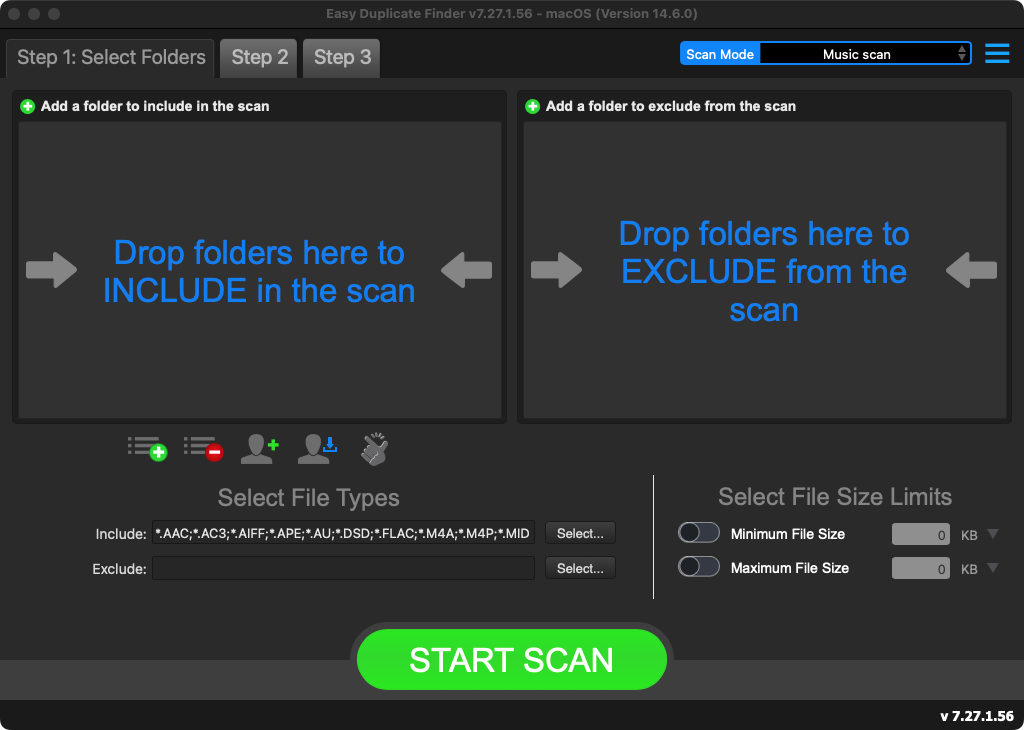 Easy Duplicate Finder v7.27.1.56 - macOS (Version 14.6.0)
Step 1: Select Folders
Step 2
Step 3
Scan Mode
Music scan
Add a folder to include in the scan
Add a folder to exclude from the scan
Drop folders here to
INCLUDE in the scan
Drop folders here to
EXCLUDE from the
scan
Select File Types
Include: *.AAC;*.AC3;*.AIFF;*.APE;*.AU;*.DSD;*.FLAC;*.M4A;*.M4P;*.MID Select...
Exclude: Select...
Select File Size Limits
Minimum File Size 0 KB
Maximum File Size 0 KB
START SCAN
v 7.27.1.56